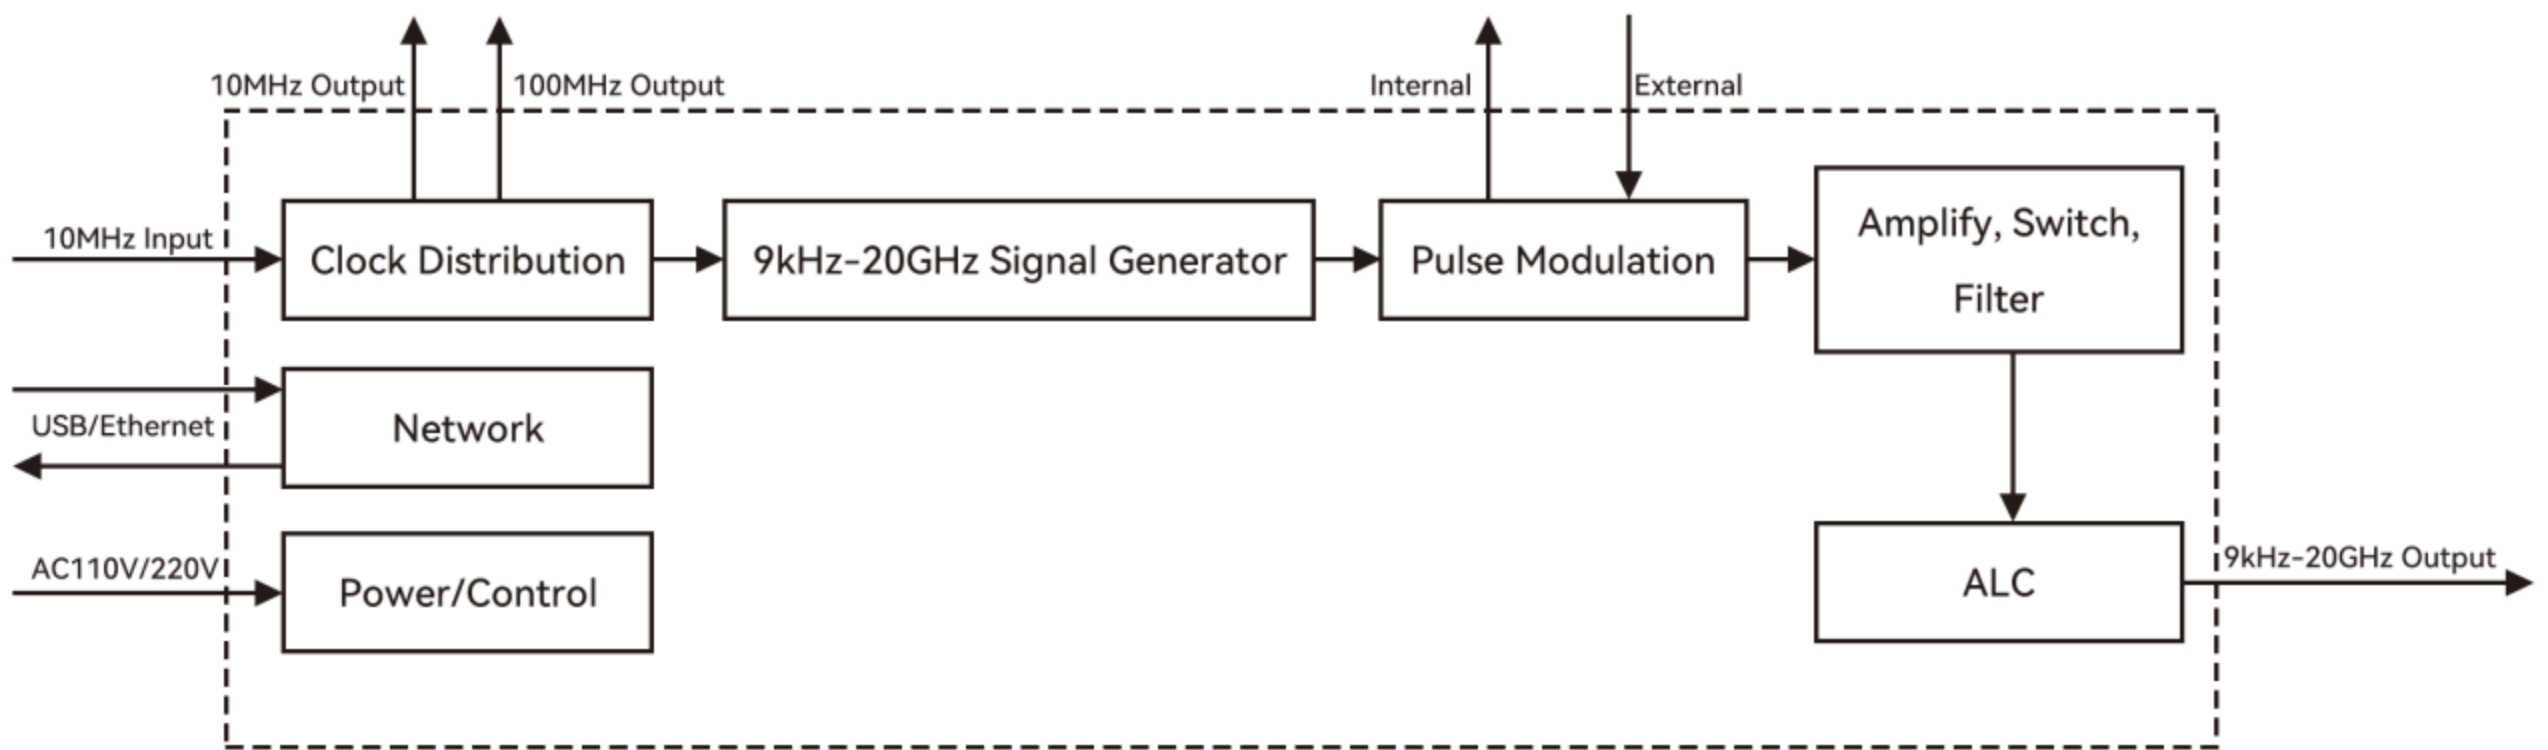 10MHz Output
100MHz Output
Internal
External
10MHz Input
Clock Distribution
9kHz-20GHz Signal Generator
Pulse Modulation
Amplify, Switch,
Filter
USB/Ethernet
Network
AC110V/220V
Power/Control
ALC
9kHz-20GHz Output